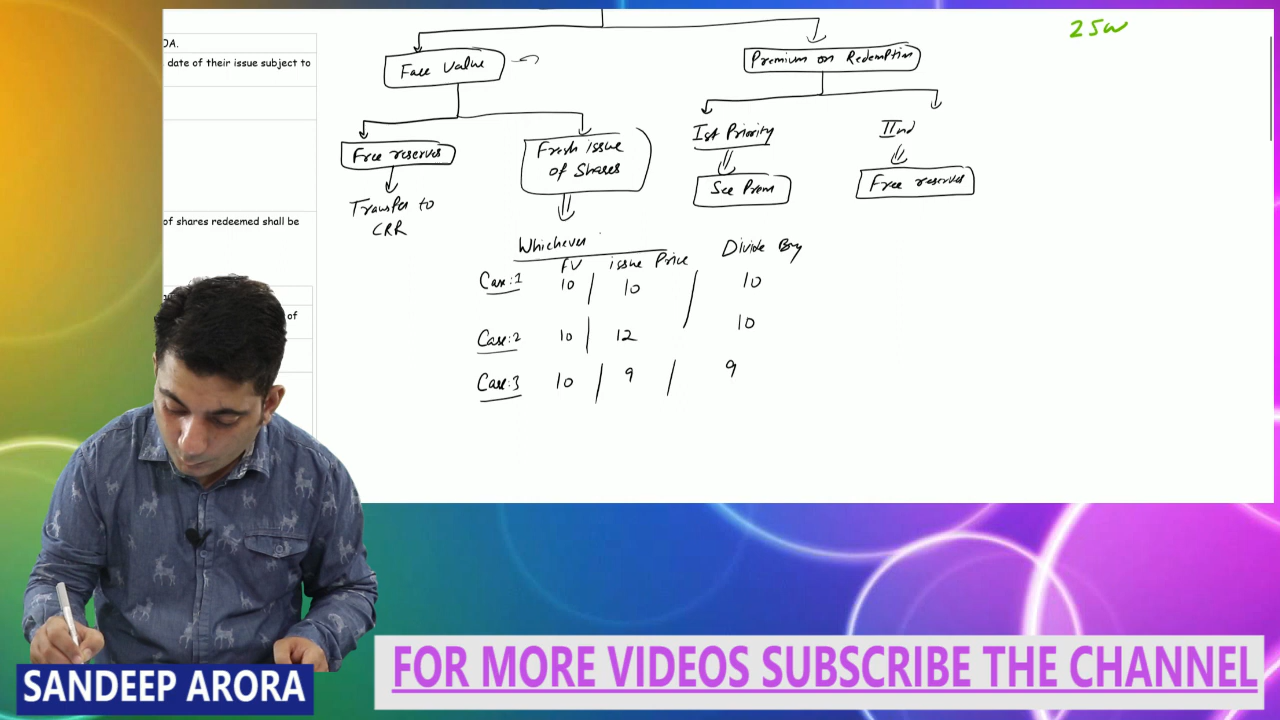 25w
DA.
date of their issue subject to
Face Value
Premium on Redemption
Ist Priority
IInd
Free reserves
Fresh issue
of Shares
See Prem
Free reserves
Transfer to
CRR
of shares redeemed shall be
Whichever
Divide By
FV issue Price
Case:1 10 / 10 / 10
of
Case:2 10 | 12 10
Case:3 10 / 9 / 9
SANDEEP ARORA
FOR MORE VIDEOS SUBSCRIBE THE CHANNEL